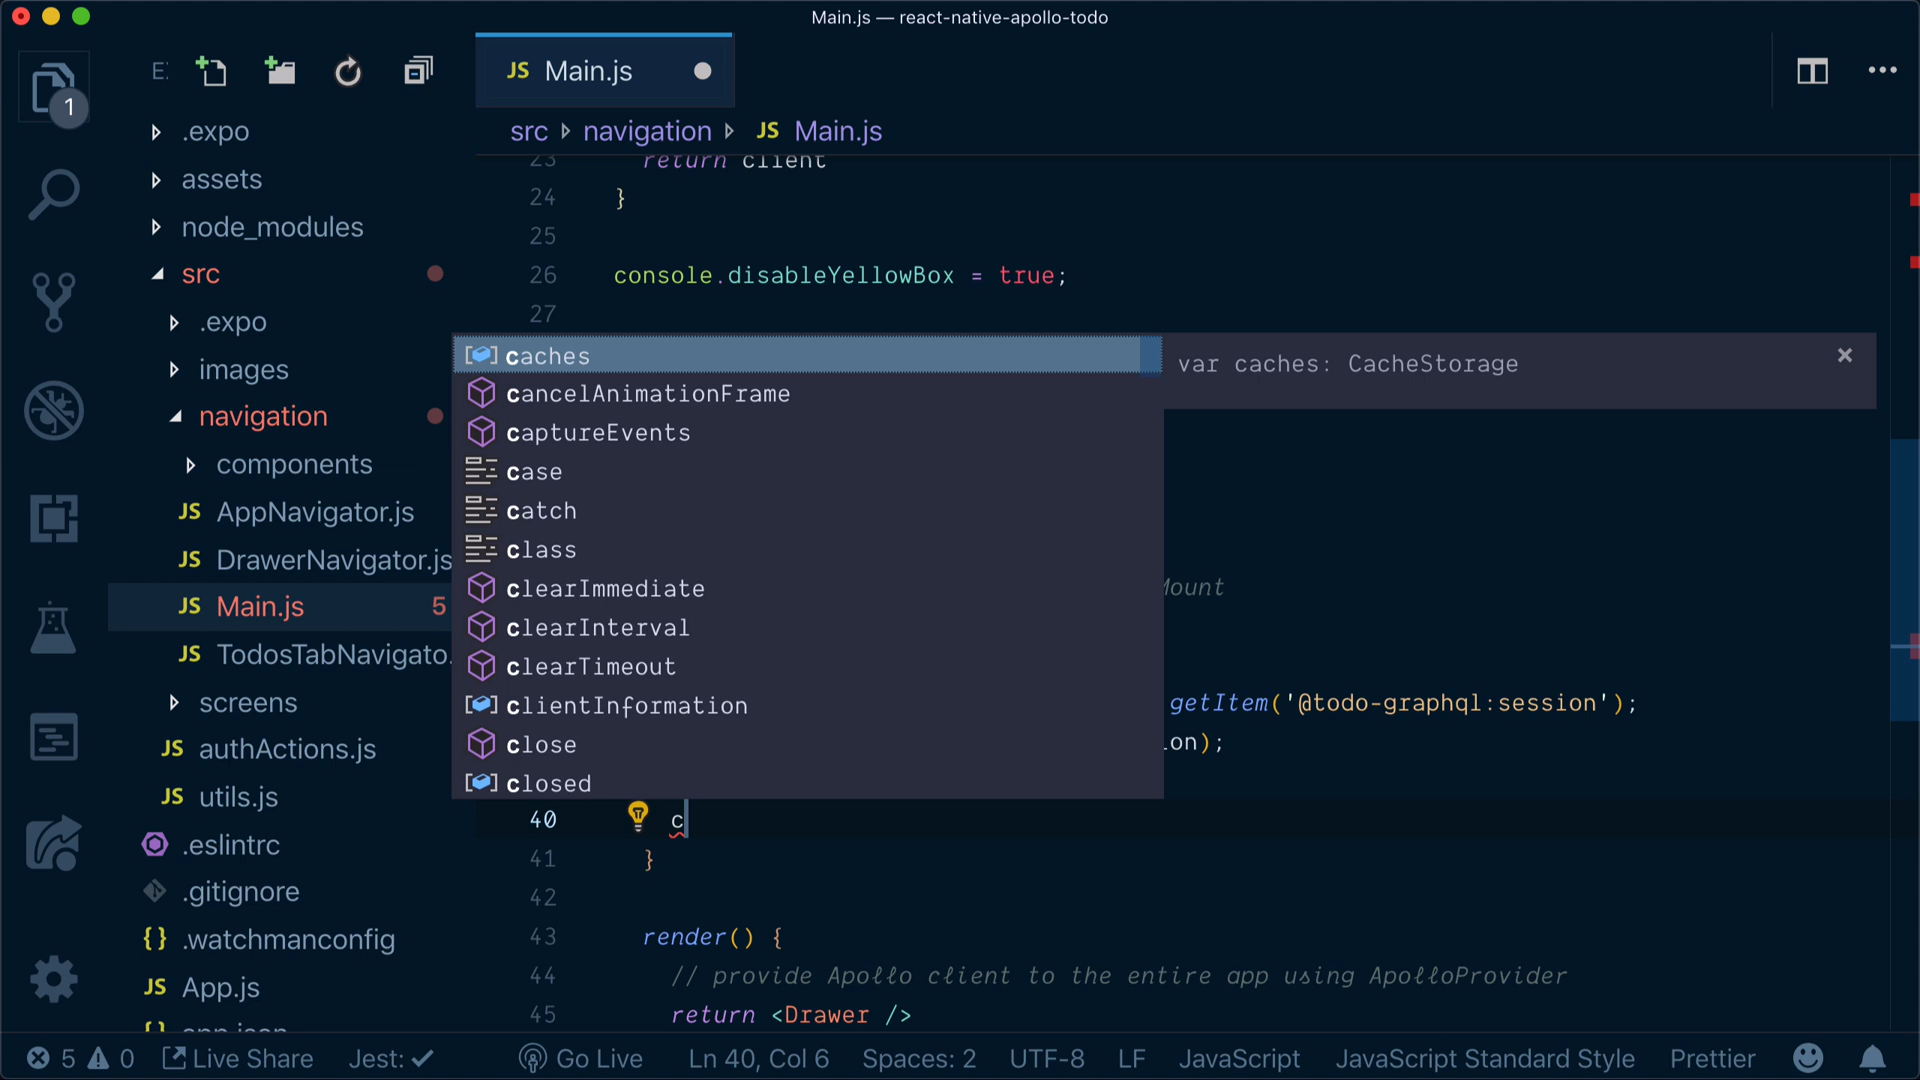 Main.js — react-native-apollo-todo
1
E:
JS Main.js
src navigation JS Main.js
.expo
assets
node_modules
src
.expo
images
navigation
components
JS AppNavigator.js
JS DrawerNavigator.js
JS Main.js 5
JS TodosTabNavigato.
screens
JS authActions.js
JS utils.js
.eslintrc
.gitignore
{} .watchmanconfig
JS App.js
{} app.json
23 return client
24 }
25
26 console.disableYellowBox = true;
27
caches
cancelAnimationFrame
captureEvents
case
catch
class
clearImmediate
clearInterval
clearTimeout
clientInformation
close
closed
var caches: CacheStorage
Mount
getItem('@todo-graphql:session');
ion);
40 c
41 }
42
43 render() {
44 // provide Apollo client to the entire app using ApolloProvider
45 return <Drawer />
5 0 Live Share Jest: Go Live Ln 40, Col 6 Spaces: 2 UTF-8 LF JavaScript JavaScript Standard Style Prettier